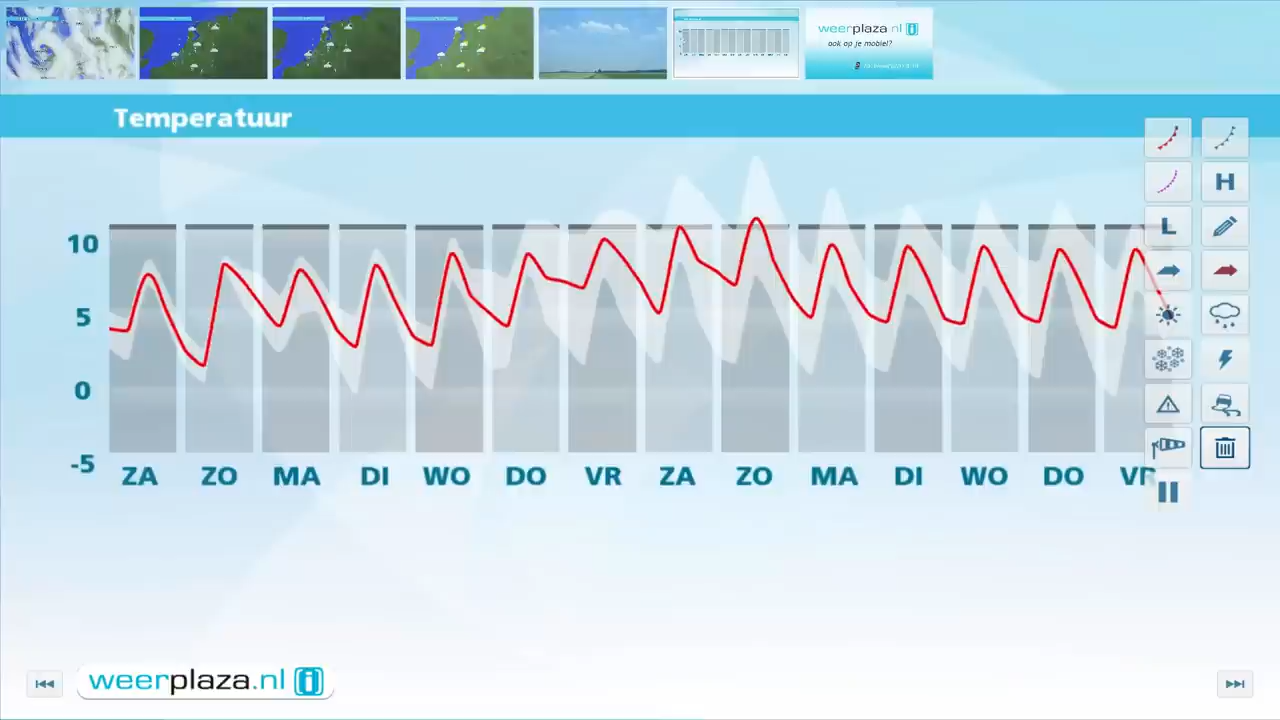 weerplaza.nl
ook op je mobiel?
Temperatuur
H
L
10
5
0
-5
ZA ZO MA DI WO DO VR ZA ZO MA DI WO DO VR
weerplaza.nl